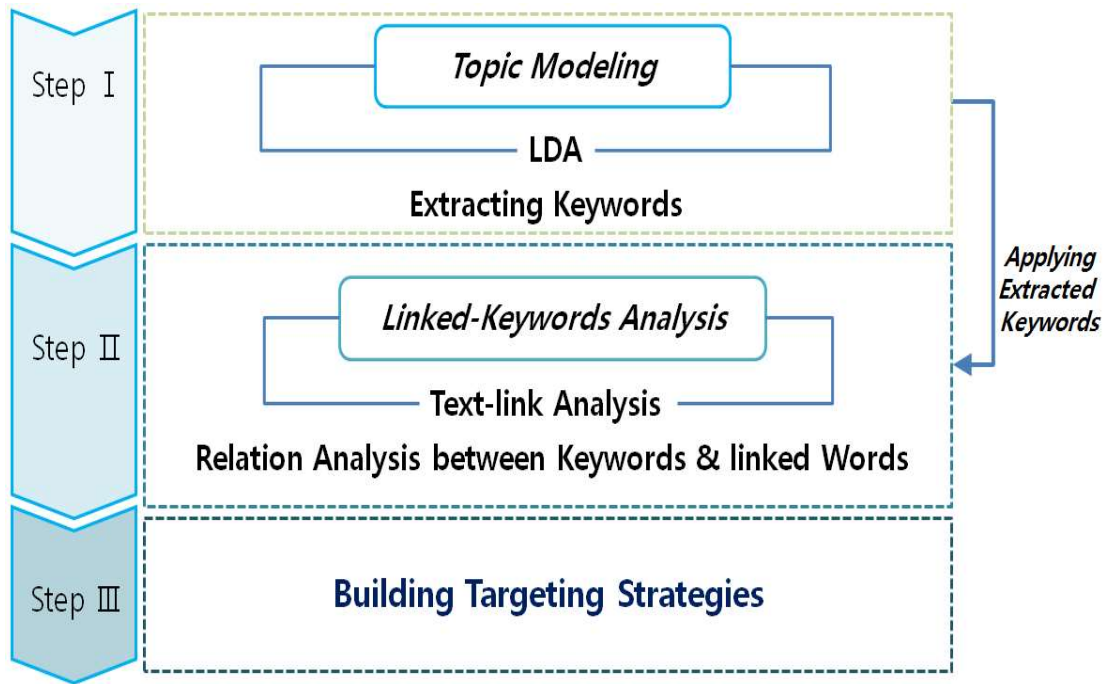 Step Ⅰ
Topic Modeling
LDA
Extracting Keywords
Applying
Extracted
Keywords
Step Ⅱ
Linked-Keywords Analysis
Text-link Analysis
Relation Analysis between Keywords & linked Words
Step Ⅲ
Building Targeting Strategies